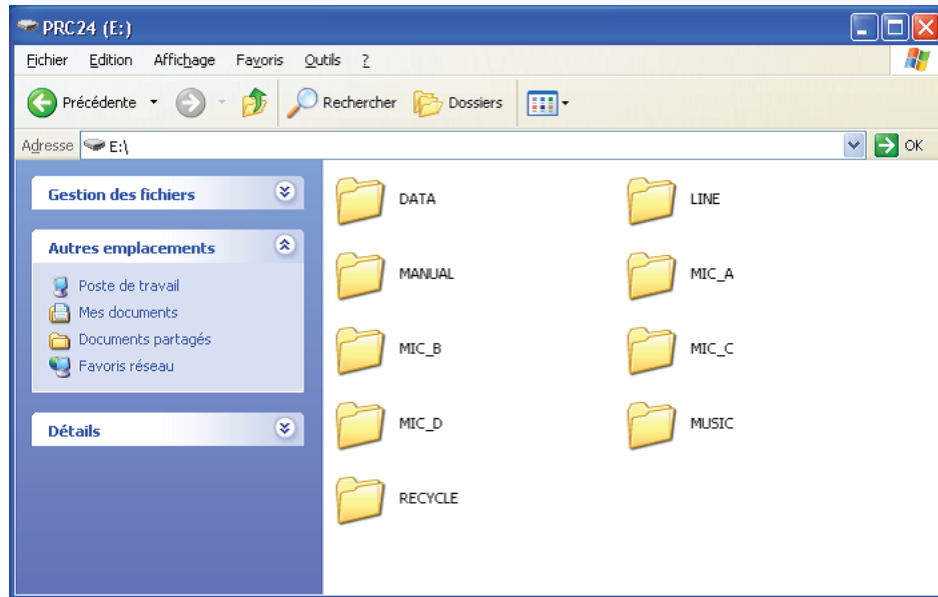 PRC24 (E:)
Fichier Edition Affichage Favoris Outils ?
Précédente Rechercher Dossiers
Adresse E:\ OK
Gestion des fichiers
Autres emplacements
Poste de travail
Mes documents
Documents partagés
Favoris réseau
Détails
DATA LINE
MANUAL MIC_A
MIC_B MIC_C
MIC_D MUSIC
RECYCLE